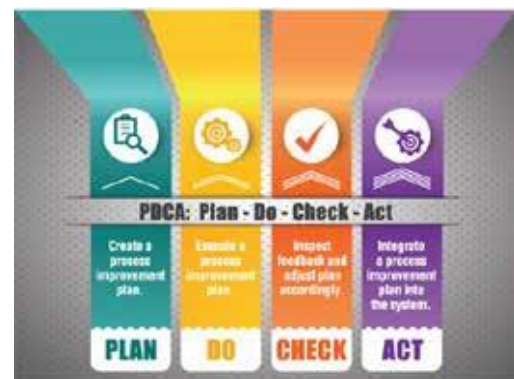 PDCA: Plan - Do - Check - Act
Create a
process
improvement
plan.
Execute a
process
improvement
plan
Inspect
feedback and
adjust plan
accordingly.
Integrate
a process
improvement
plan into
the system.
PLAN
DO
CHECK
ACT